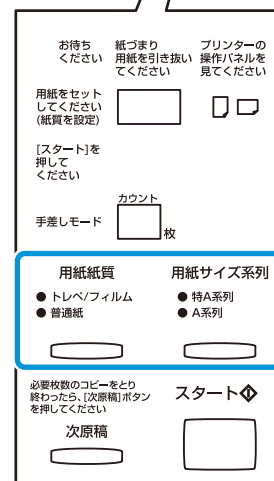 お待ち
ください
紙づまり
用紙を引き抜い
てください
プリンターの
操作パネルを
見てください
用紙をセット
してください
(紙質を設定)
[スタート]を
押して
ください
カウント
手差しモード
枚
用紙紙質
用紙サイズ系列
● トレペ/フィルム
● 特A系列
● 普通紙
● A系列
必要枚数のコピーをとり
終わったら、[次原稿]ボタン
を押してください
次原稿
スタート